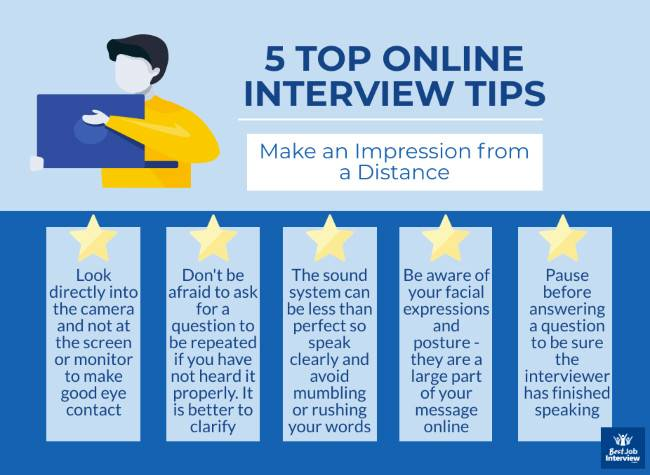 5 TOP ONLINE
INTERVIEW TIPS
Make an Impression from
a Distance
Look
directly into
the camera
and not at
the screen
or monitor
to make
good eye
contact
Don't be
afraid to ask
for a
question to
be repeated
if you have
not heard it
properly. It
is better to
clarify
The sound
system can
be less than
perfect so
speak
clearly and
avoid
mumbling
or rushing
your words
Be aware of
your facial
expressions
and
posture -
they are a
large part
of your
message
online
Pause
before
answering
a question
to be sure
the
interviewer
has finished
speaking
Best Job
Interview